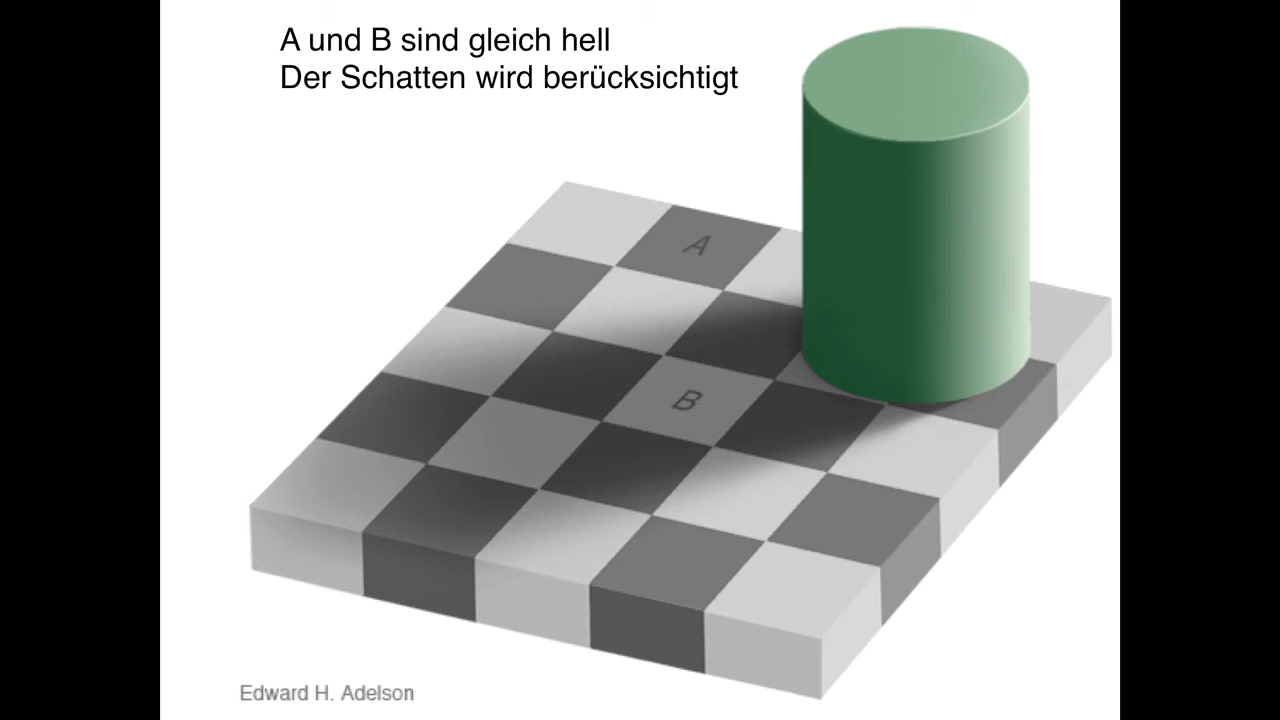 A und B sind gleich hell
Der Schatten wird berücksichtigt
A
B
Edward H. Adelson